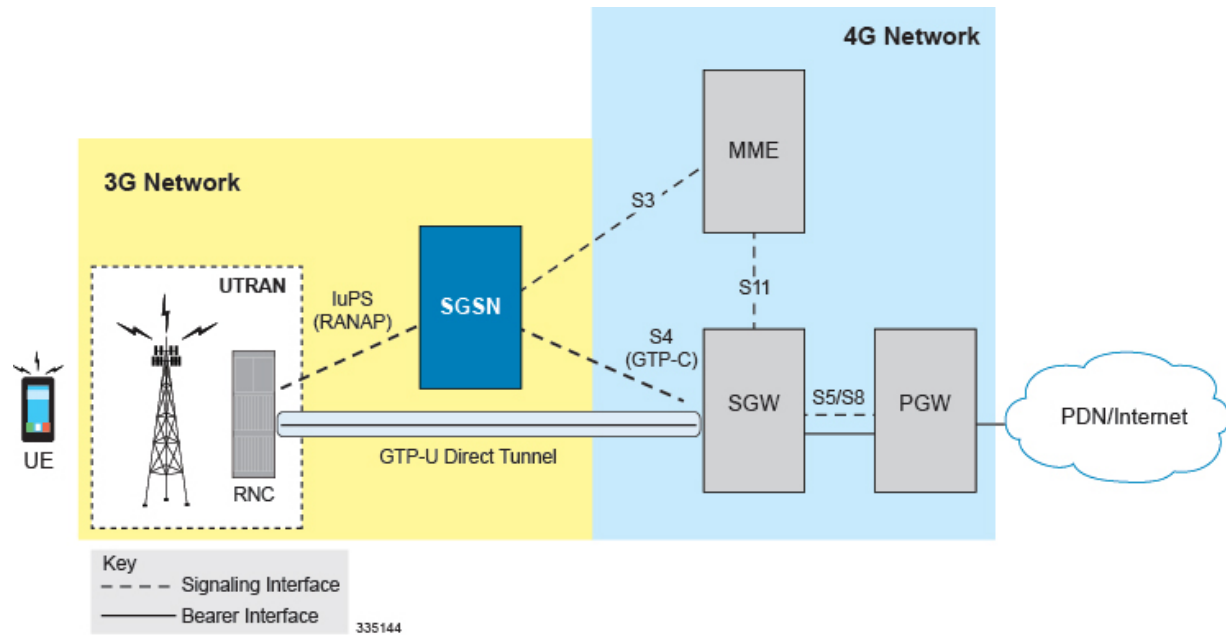 4G Network
MME
3G Network
S3
UTRAN
IuPS
(RANAP)
SGSN
S11
S4
(GTP-C)
SGW
S5/S8
PGW
PDN/Internet
UE
RNC
GTP-U Direct Tunnel
Key
Signaling Interface
Bearer Interface
335144